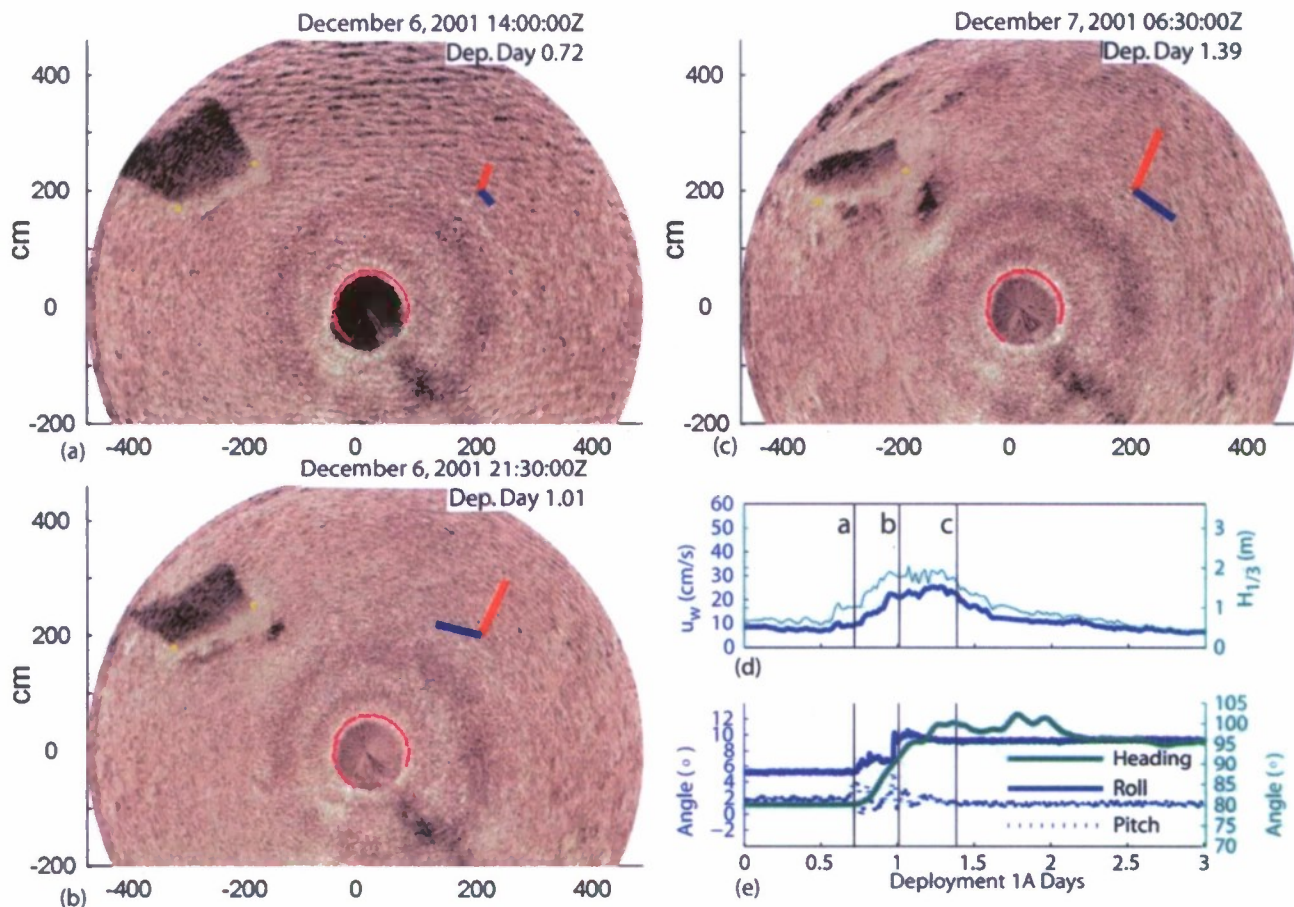 December 6, 2001 14:00:00Z
Dep. Day 0.72
400
200
0
-200
cm
(a)
-400 -200 0 200 400
December 7, 2001 06:30:00Z
Dep. Day 1.39
400
200
0
-200
cm
(c)
-400 -200 0 200 400
December 6, 2001 21:30:00Z
Dep. Day 1.01
400
200
0
-200
cm
(b)
-400 -200 0 200 400
a b c
60
50
40
30
20
10
0
u_w (cm/s)
3
2
1
0
H_1/3 (m)
(d)
12
10
8
6
4
2
0
-2
Angle (°)
105
100
95
90
85
80
75
70
Angle (°)
Heading
Roll
Pitch
0 0.5 1 1.5 2 2.5 3
(e)
Deployment 1A Days